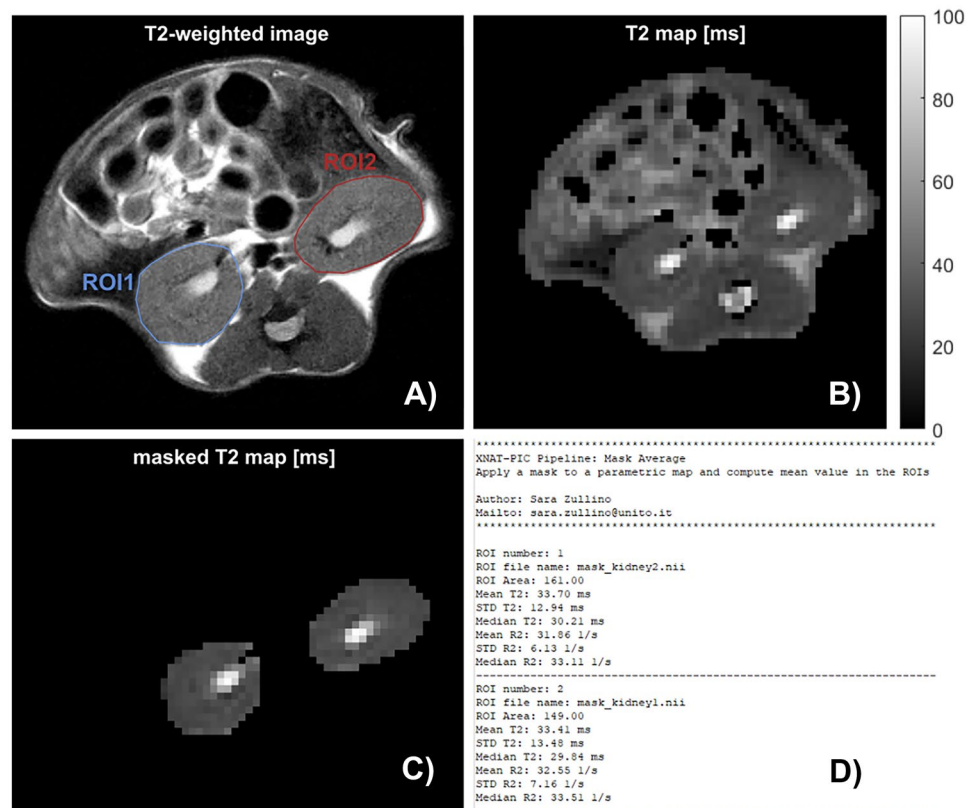 T2-weighted image
ROI2
ROI1
A)
T2 map [ms]
100
80
60
40
20
0
B)
masked T2 map [ms]
C)
**********************************************************************
XNAT-PIC Pipeline: Mask Average
Apply a mask to a parametric map and compute mean value in the ROIs
Author: Sara Zullino
Mailto: sara.zullino@unito.it
**********************************************************************
ROI number: 1
ROI file name: mask_kidney2.nii
ROI Area: 161.00
Mean T2: 33.70 ms
STD T2: 12.94 ms
Median T2: 30.21 ms
Mean R2: 31.86 1/s
STD R2: 6.13 1/s
Median R2: 33.11 1/s
----------------------------------------------------------------------
ROI number: 2
ROI file name: mask_kidney1.nii
ROI Area: 149.00
Mean T2: 33.41 ms
STD T2: 13.48 ms
Median T2: 29.84 ms
Mean R2: 32.55 1/s
STD R2: 7.16 1/s
Median R2: 33.51 1/s
D)